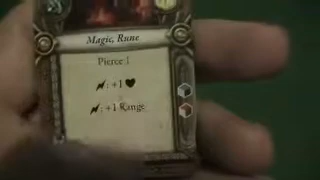 Magic, Rune
Pierce 1
: +1
: +1 Range